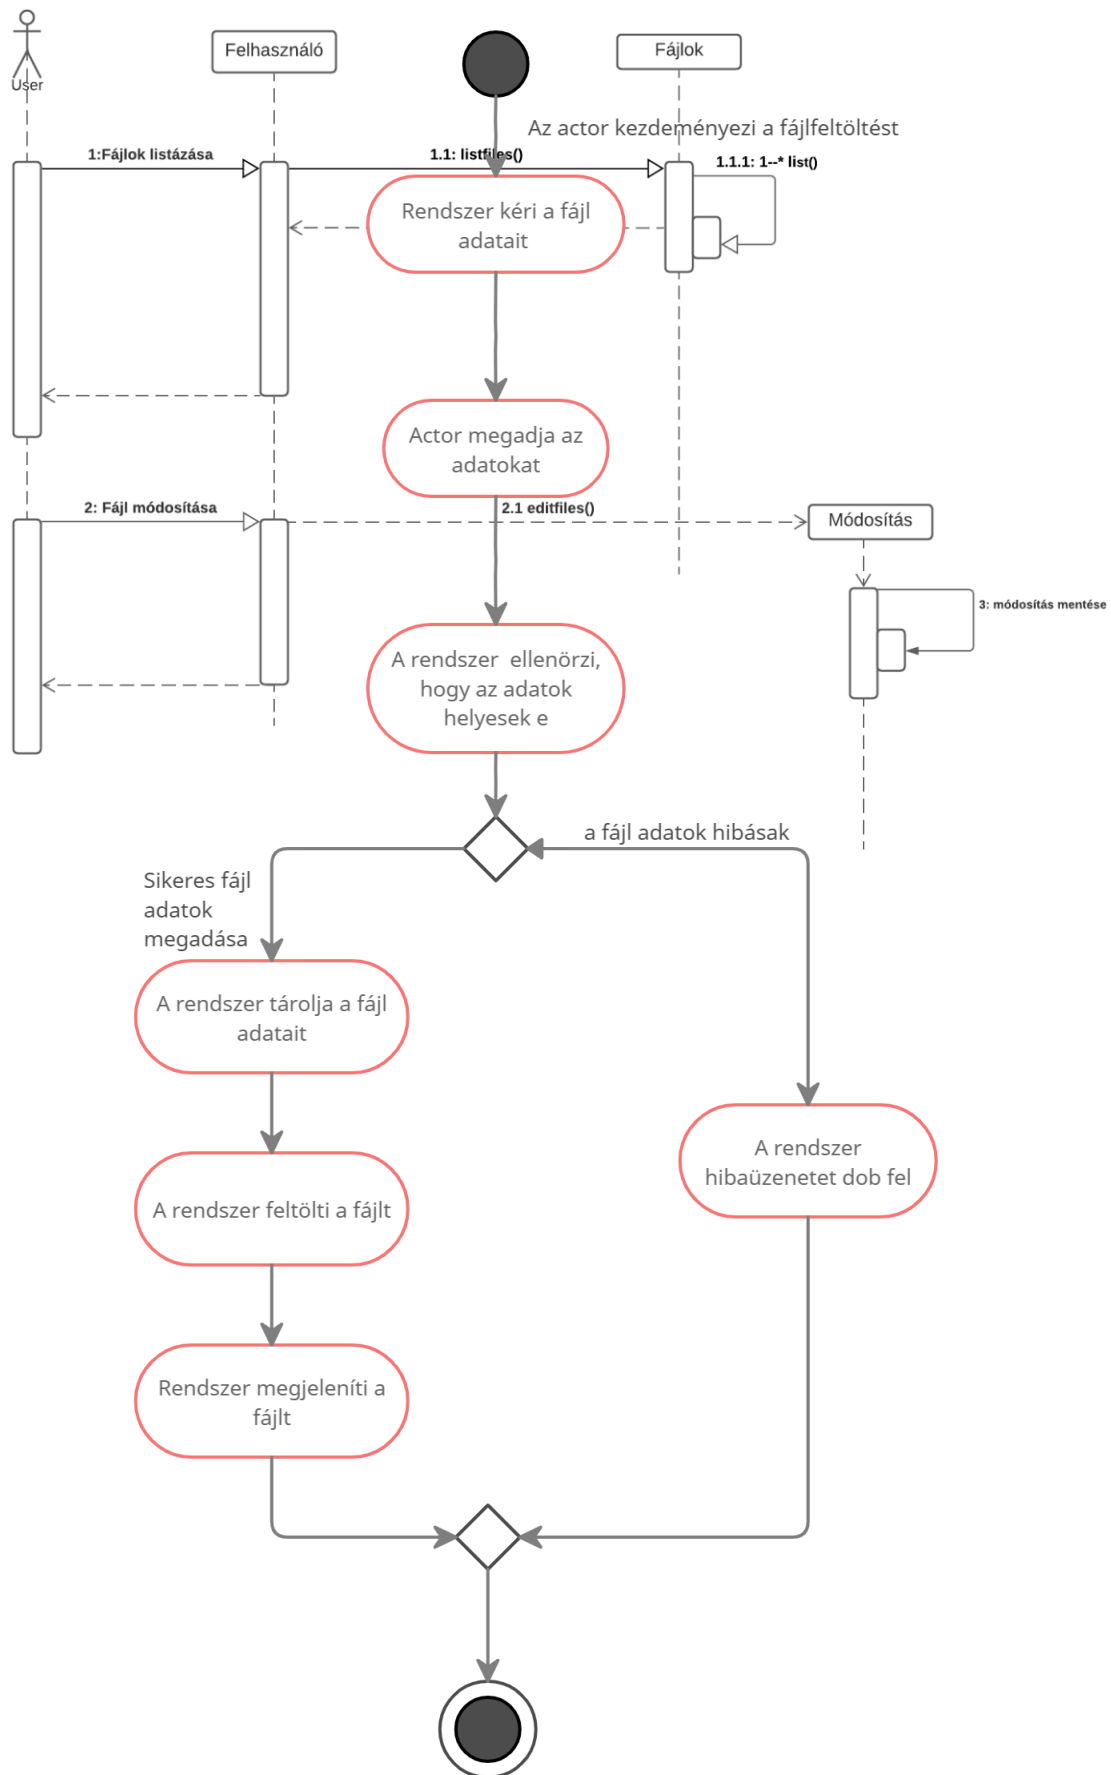 User
Felhasználó
Fájlok
Az actor kezdeményezi a fájlfeltöltést
1:Fájlok listázása
1.1: listfiles()
1.1.1: 1--* list()
Rendszer kéri a fájl
adatait
Actor megadja az
adatokat
2: Fájl módosítása
2.1 editfiles()
Módosítás
3: módosítás mentése
A rendszer  ellenörzi,
hogy az adatok
helyesek e
a fájl adatok hibásak
Sikeres fájl
adatok
megadása
A rendszer tárolja a fájl
adatait
A rendszer
hibaüzenetet dob fel
A rendszer feltölti a fájlt
Rendszer megjeleníti a
fájlt